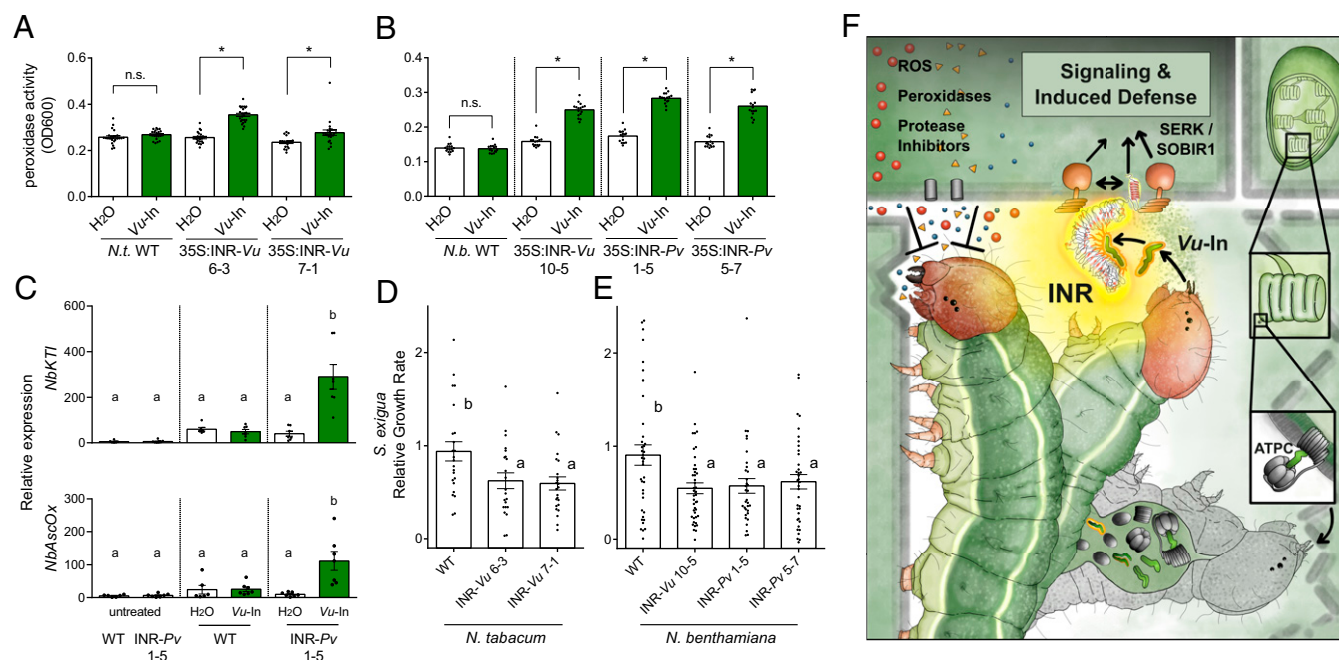 A
peroxidase activity
(OD600)
0.6
0.4
0.2
0.0
n.s.
*
*
H2O
Vu-In
H2O
Vu-In
H2O
Vu-In
N.t. WT
35S:INR-Vu
6-3
35S:INR-Vu
7-1
B
0.4
0.3
0.2
0.1
0.0
n.s.
*
*
*
H2O
Vu-In
H2O
Vu-In
H2O
Vu-In
H2O
Vu-In
N.b. WT
35S:INR-Vu
10-5
35S:INR-Pv
1-5
35S:INR-Pv
5-7
C
Relative expression
NbKTI
600
400
200
0
a
a
a
a
a
b
NbAscOx
300
200
100
0
a
a
a
a
a
b
untreated
H2O
Vu-In
H2O
Vu-In
WT
INR-Pv
1-5
WT
INR-Pv
1-5
D
S. exigua
Relative Growth Rate
2
1
0
b
a
a
WT
INR-Vu 6-3
INR-Vu 7-1
N. tabacum
E
2
1
0
b
a
a
a
WT
INR-Vu 10-5
INR-Pv 1-5
INR-Pv 5-7
N. benthamiana
F
ROS
Peroxidases
Protease
Inhibitors
Signaling &
Induced Defense
SERK /
SOBIR1
Vu-In
INR
ATPC